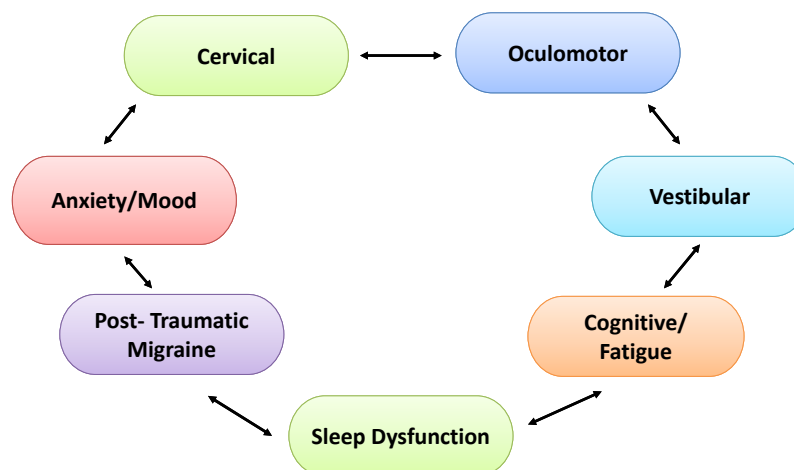 Cervical
Oculomotor
Anxiety/Mood
Vestibular
Post- Traumatic
Migraine
Cognitive/
Fatigue
Sleep Dysfunction